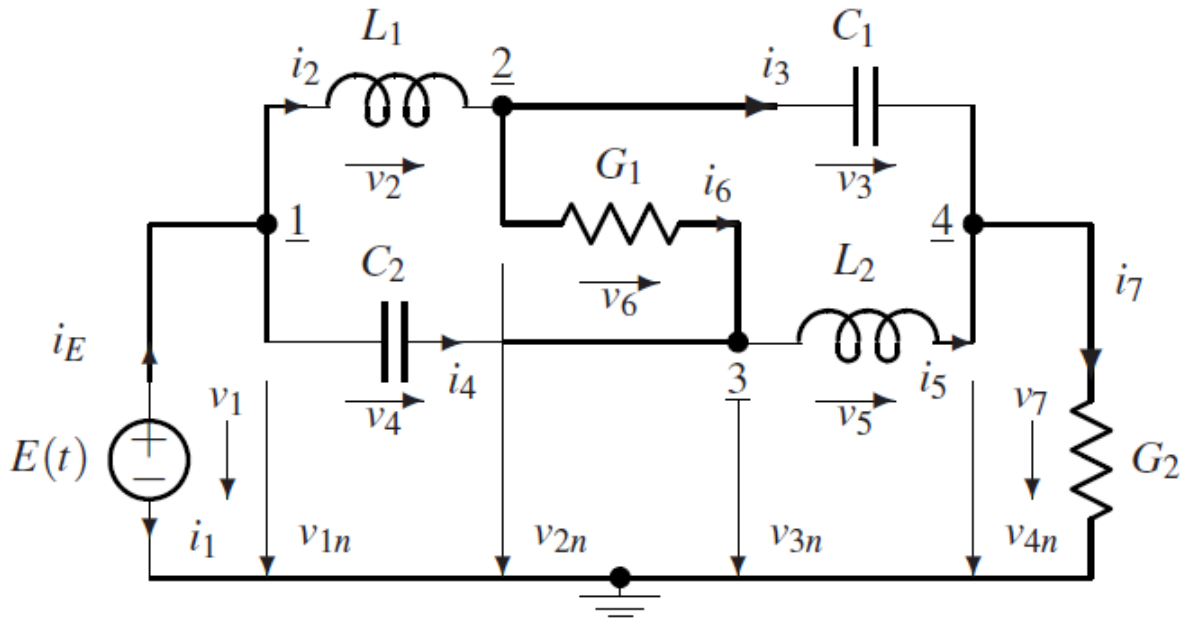 L1 C1
i2 2 i3
v2 G1 i6 v3
1 4
C2 L2
i7
v6
iE i4 3 i5
v1 v4 v5 v7
E(t) + − G2
i1 v1n v2n v3n v4n